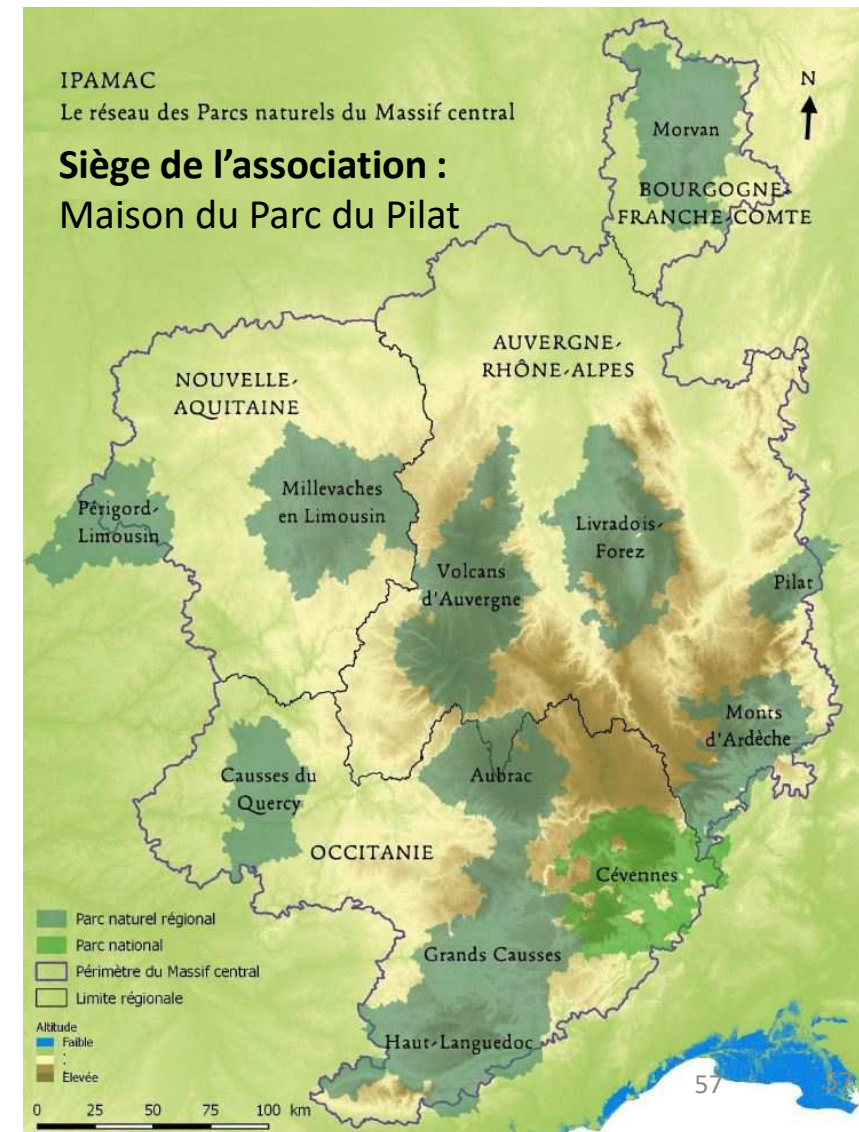 IPAMAC
Le réseau des Parcs naturels du Massif central
Siège de l'association :
Maison du Parc du Pilat
N
Morvan
BOURGOGNE-
FRANCHE-COMTE
AUVERGNE-
RHÔNE-ALPES
NOUVELLE-
AQUITAINE
Périgord-
Limousin
Millevaches
en Limousin
Volcans
d'Auvergne
Livradois-
Forez
Pilat
Monts
d'Ardèche
Causses du
Quercy
Aubrac
OCCITANIE
Cévennes
Grands Causses
Haut-Languedoc
Parc naturel régional
Parc national
Périmètre du Massif central
Limite régionale
Altitude
Faible
:
:
Elevée
0 25 50 75 100 km
57
57